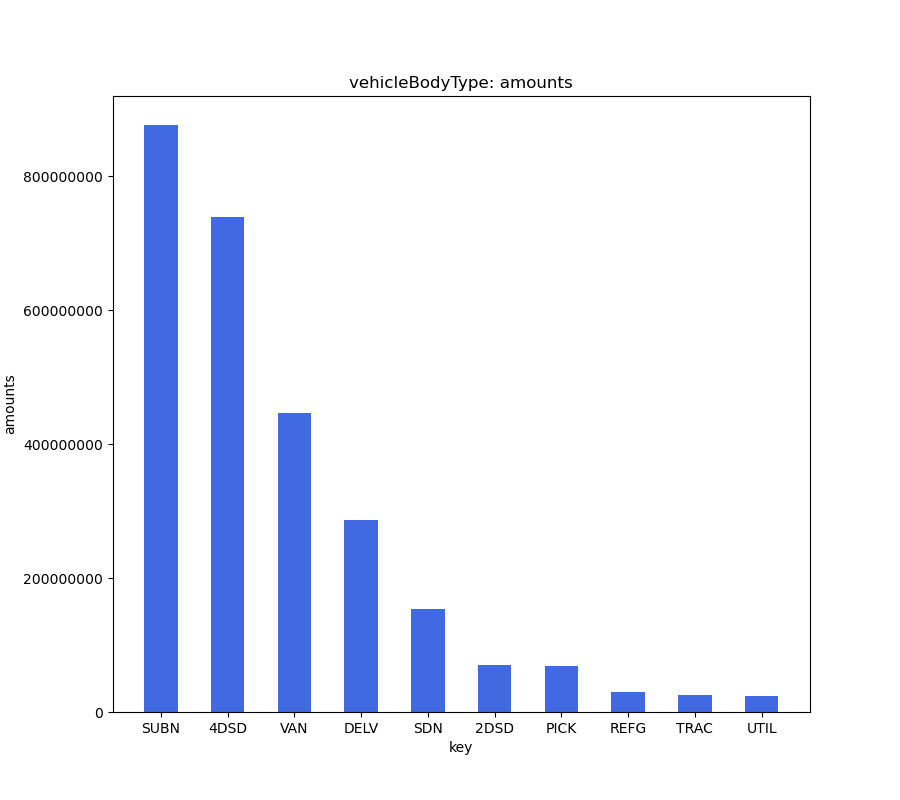 vehicleBodyType: amounts
800000000
600000000
400000000
200000000
0
amounts
SUBN 4DSD VAN DELV SDN 2DSD PICK REFG TRAC UTIL
key